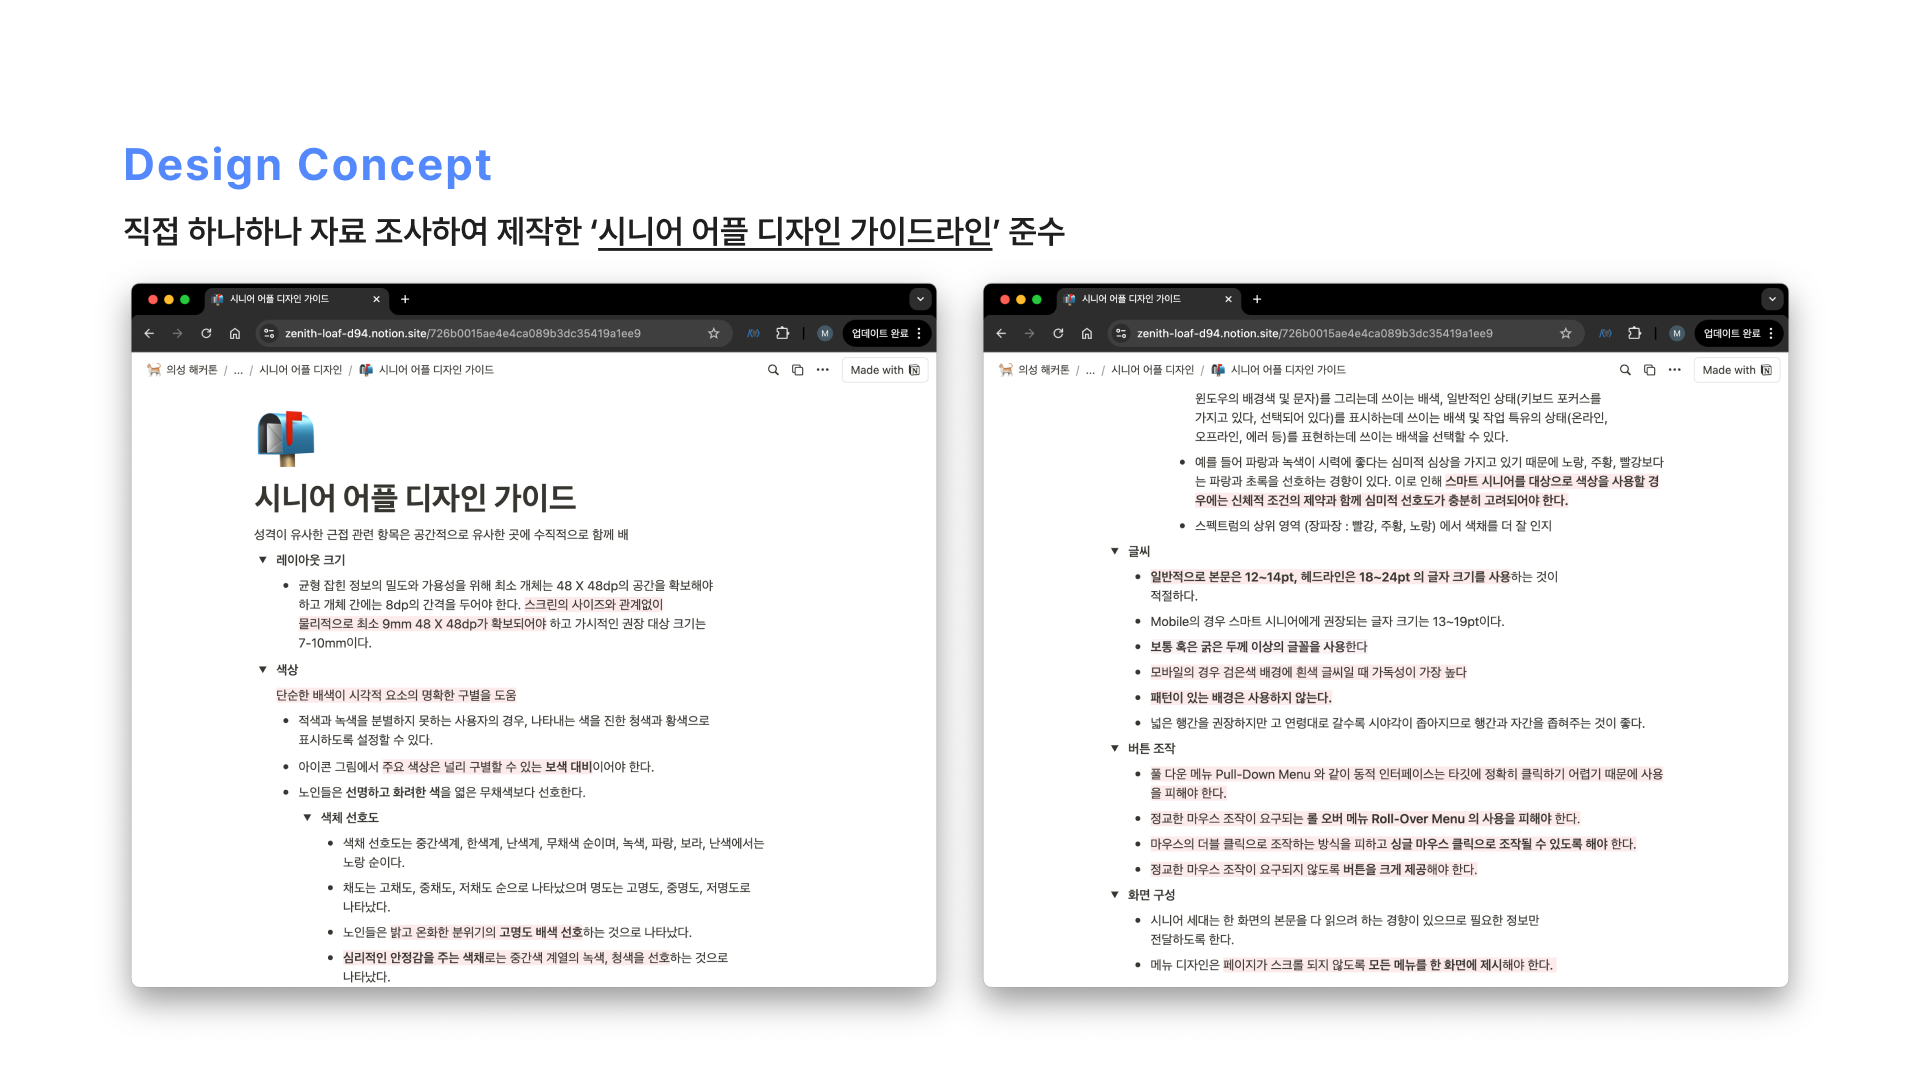 Design Concept
직접 하나하나 자료 조사하여 제작한 ‘시니어 어플 디자인 가이드라인’ 준수
시니어 어플 디자인 가이드
zenith-loaf-d94.notion.site/726b0015ae4e4ca089b3dc35419a1ee9
M
업데이트 완료
의성 해커톤 / ... / 시니어 어플 디자인 / 시니어 어플 디자인 가이드
Made with
시니어 어플 디자인 가이드
성격이 유사한 근접 관련 항목은 공간적으로 유사한 곳에 수직적으로 함께 배
레이아웃 크기
균형 잡힌 정보의 밀도와 가용성을 위해 최소 개체는 48 X 48dp의 공간을 확보해야
하고 개체 간에는 8dp의 간격을 두어야 한다. 스크린의 사이즈와 관계없이
물리적으로 최소 9mm 48 X 48dp가 확보되어야 하고 가시적인 권장 대상 크기는
7-10mm이다.
색상
단순한 배색이 시각적 요소의 명확한 구별을 도움
적색과 녹색을 분별하지 못하는 사용자의 경우, 나타내는 색을 진한 청색과 황색으로
표시하도록 설정할 수 있다.
아이콘 그림에서 주요 색상은 널리 구별할 수 있는 보색 대비이어야 한다.
노인들은 선명하고 화려한 색을 엷은 무채색보다 선호한다.
색체 선호도
색채 선호도는 중간색계, 한색계, 난색계, 무채색 순이며, 녹색, 파랑, 보라, 난색에서는
노랑 순이다.
채도는 고채도, 중채도, 저채도 순으로 나타났으며 명도는 고명도, 중명도, 저명도로
나타났다.
노인들은 밝고 온화한 분위기의 고명도 배색 선호하는 것으로 나타났다.
심리적인 안정감을 주는 색채로는 중간색 계열의 녹색, 청색을 선호하는 것으로
나타났다.
시니어 어플 디자인 가이드
zenith-loaf-d94.notion.site/726b0015ae4e4ca089b3dc35419a1ee9
M
업데이트 완료
의성 해커톤 / ... / 시니어 어플 디자인 / 시니어 어플 디자인 가이드
Made with
윈도우의 배경색 및 문자)를 그리는데 쓰이는 배색, 일반적인 상태(키보드 포커스를
가지고 있다, 선택되어 있다)를 표시하는데 쓰이는 배색 및 작업 특유의 상태(온라인,
오프라인, 에러 등)를 표현하는데 쓰이는 배색을 선택할 수 있다.
예를 들어 파랑과 녹색이 시력에 좋다는 심미적 심상을 가지고 있기 때문에 노랑, 주황, 빨강보다
는 파랑과 초록을 선호하는 경향이 있다. 이로 인해 스마트 시니어를 대상으로 색상을 사용할 경
우에는 신체적 조건의 제약과 함께 심미적 선호도가 충분히 고려되어야 한다.
스펙트럼의 상위 영역 (장파장 : 빨강, 주황, 노랑) 에서 색채를 더 잘 인지
글씨
일반적으로 본문은 12~14pt, 헤드라인은 18~24pt 의 글자 크기를 사용하는 것이
적절하다.
Mobile의 경우 스마트 시니어에게 권장되는 글자 크기는 13~19pt이다.
보통 혹은 굵은 두께 이상의 글꼴을 사용한다
모바일의 경우 검은색 배경에 흰색 글씨일 때 가독성이 가장 높다
패턴이 있는 배경은 사용하지 않는다.
넓은 행간을 권장하지만 고 연령대로 갈수록 시야각이 좁아지므로 행간과 자간을 좁혀주는 것이 좋다.
버튼 조작
풀 다운 메뉴 Pull-Down Menu 와 같이 동적 인터페이스는 타깃에 정확히 클릭하기 어렵기 때문에 사용
을 피해야 한다.
정교한 마우스 조작이 요구되는 롤 오버 메뉴 Roll-Over Menu 의 사용을 피해야 한다.
마우스의 더블 클릭으로 조작하는 방식을 피하고 싱글 마우스 클릭으로 조작될 수 있도록 해야 한다.
정교한 마우스 조작이 요구되지 않도록 버튼을 크게 제공해야 한다.
화면 구성
시니어 세대는 한 화면의 본문을 다 읽으려 하는 경향이 있으므로 필요한 정보만
전달하도록 한다.
메뉴 디자인은 페이지가 스크롤 되지 않도록 모든 메뉴를 한 화면에 제시해야 한다.